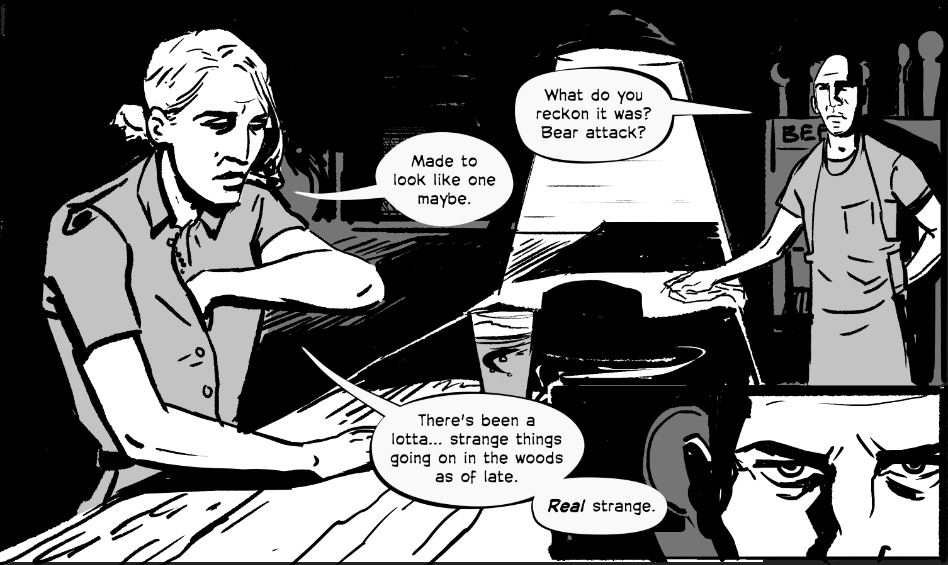 What do you
reckon it was?
Bear attack?
Made to
look like one
maybe.
BEE
There's been a
lotta... strange things
going on in the woods
as of late.
Real strange.